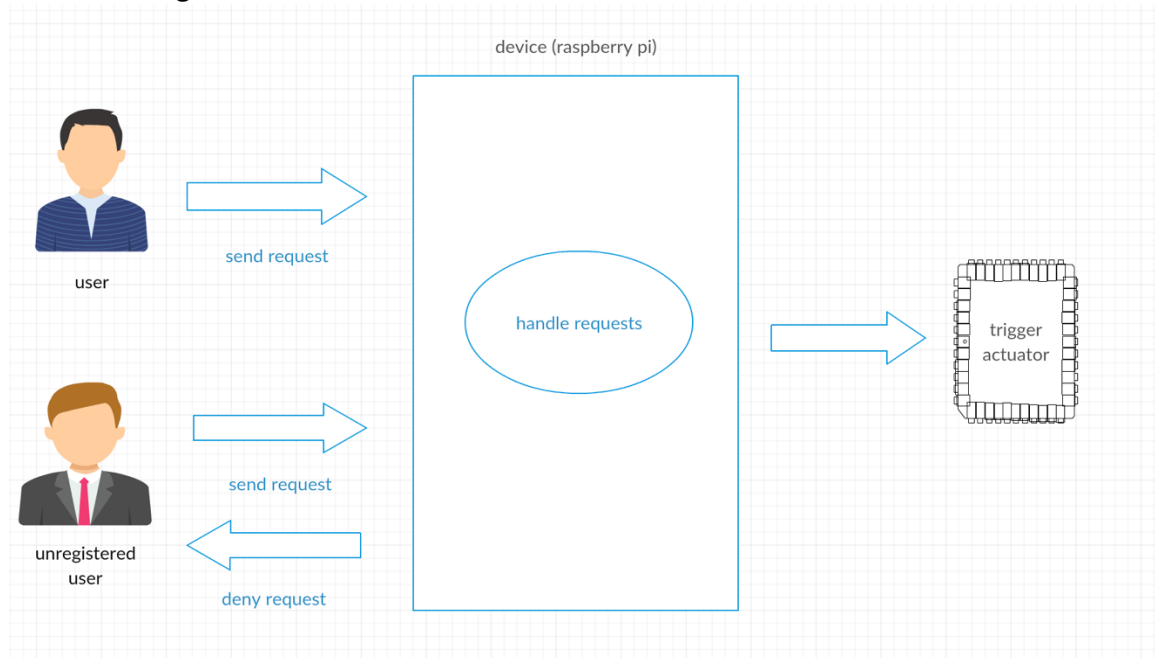 device (raspberry pi)
send request
user
handle requests
trigger
actuator
send request
unregistered
user
deny request